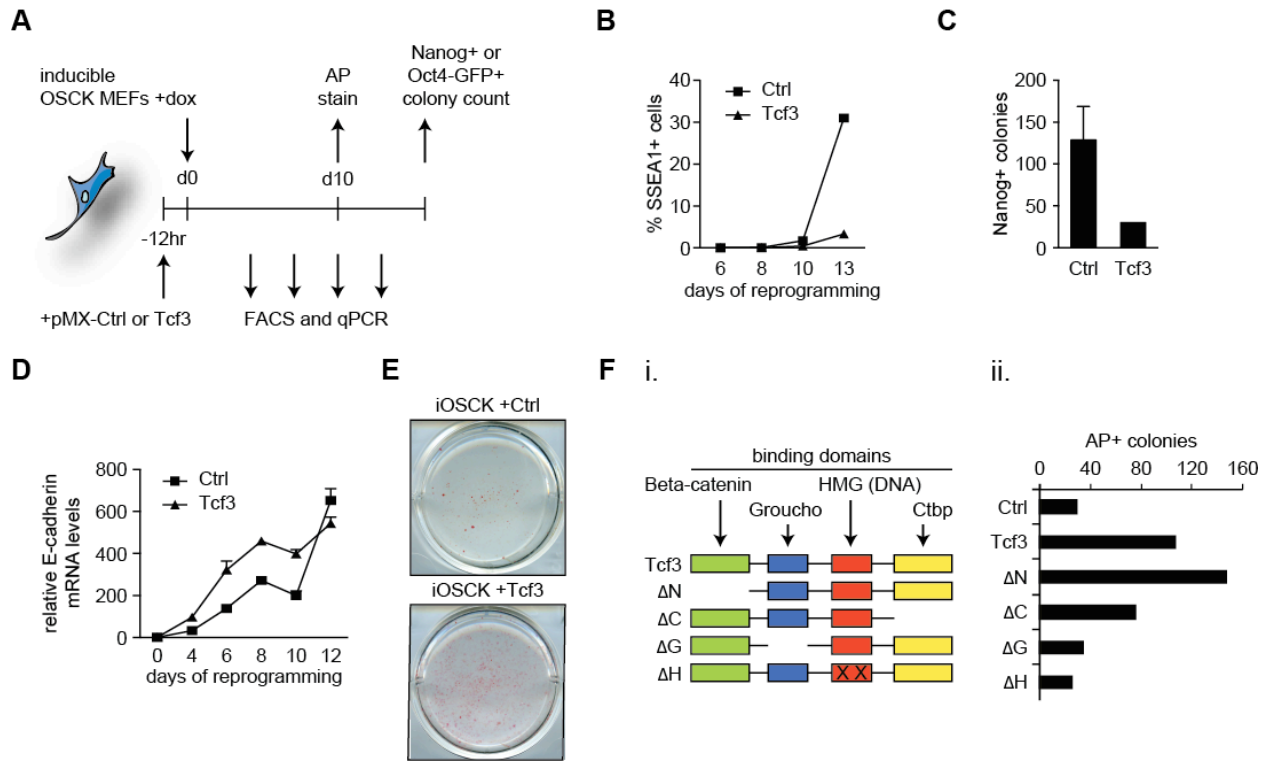 A
inducible
OSCK MEFs +dox
AP
stain
Nanog+ or
Oct4-GFP+
colony count
d0
d10
-12hr
+pMX-Ctrl or Tcf3
FACS and qPCR
B
% SSEA1+ cells
40
30
20
10
0
Ctrl
Tcf3
6 8 10 13
days of reprogramming
C
Nanog+ colonies
200
150
100
50
0
Ctrl Tcf3
D
relative E-cadherin
mRNA levels
800
600
400
200
0
Ctrl
Tcf3
0 4 6 8 10 12
days of reprogramming
E
iOSCK +Ctrl
iOSCK +Tcf3
F
i.
binding domains
Beta-catenin
HMG (DNA)
Groucho
Ctbp
Tcf3
ΔN
ΔC
ΔG
ΔH
X X
ii.
AP+ colonies
0 40 80 120 160
Ctrl
Tcf3
ΔN
ΔC
ΔG
ΔH